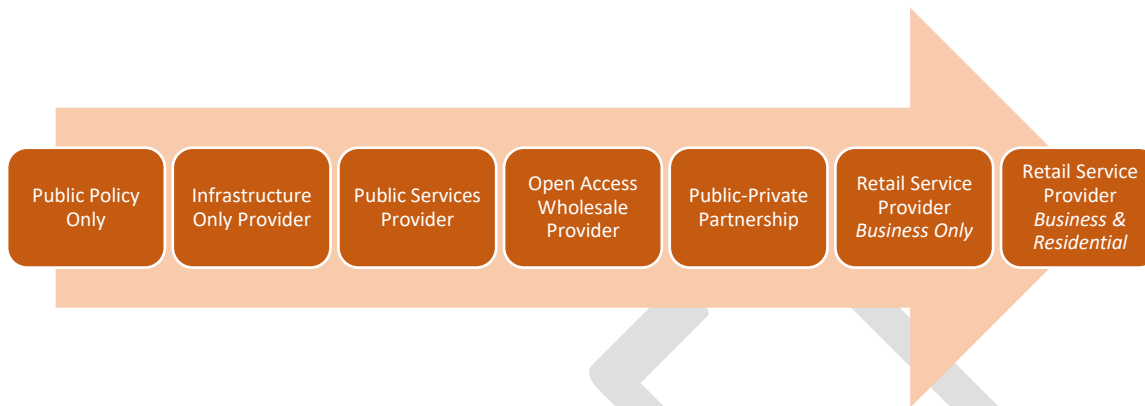 Public Policy
Only
Infrastructure
Only Provider
Public Services
Provider
Open Access
Wholesale
Provider
Public-Private
Partnership
Retail Service
Provider
Business Only
Retail Service
Provider
Business &
Residential